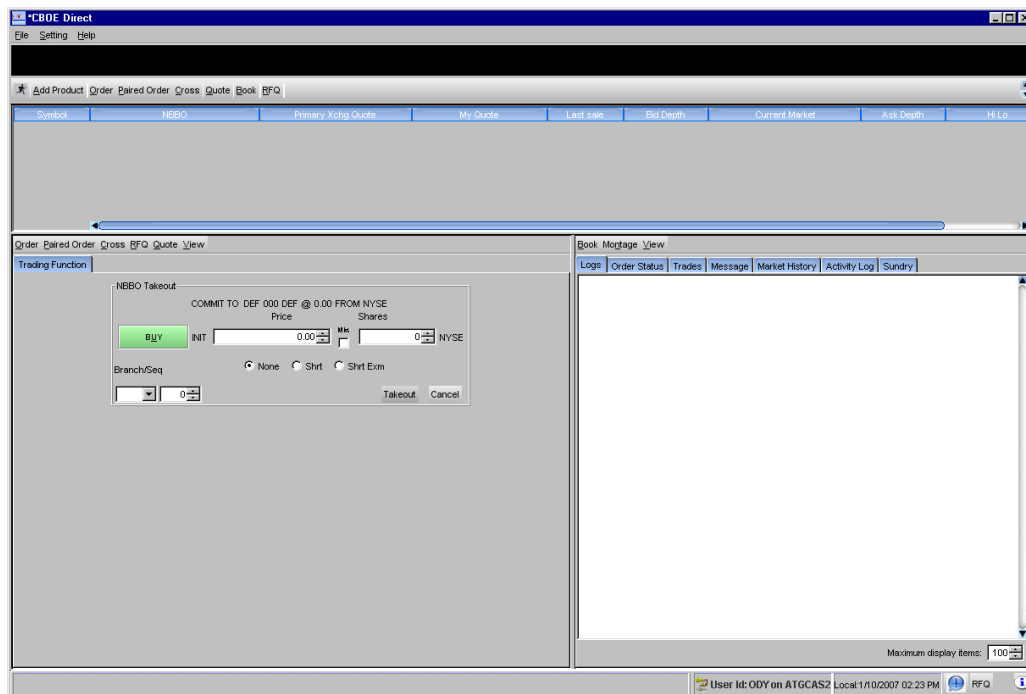 *CBOE Direct
File Setting Help
Add Product Order Paired Order Cross Quote Book RFQ
Symbol NBBO Primary Xchg Quote My Quote Last sale Bid Depth Current Market Ask Depth Hi Lo
Order Paired Order Cross RFQ Quote View
Trading Function
NBBO Takeout
COMMIT TO DEF 000 DEF @ 0.00 FROM NYSE
Price Shares
BUY INIT 0.00 Mkt 0 NYSE
None Shrt Shrt Exm
Branch/Seq
0 Takeout Cancel
Book Montage View
Logs Order Status Trades Message Market History Activity Log Sundry
Maximum display items: 100
User Id: ODY on ATGCAS2 Local:1/10/2007 02:23 PM RFQ